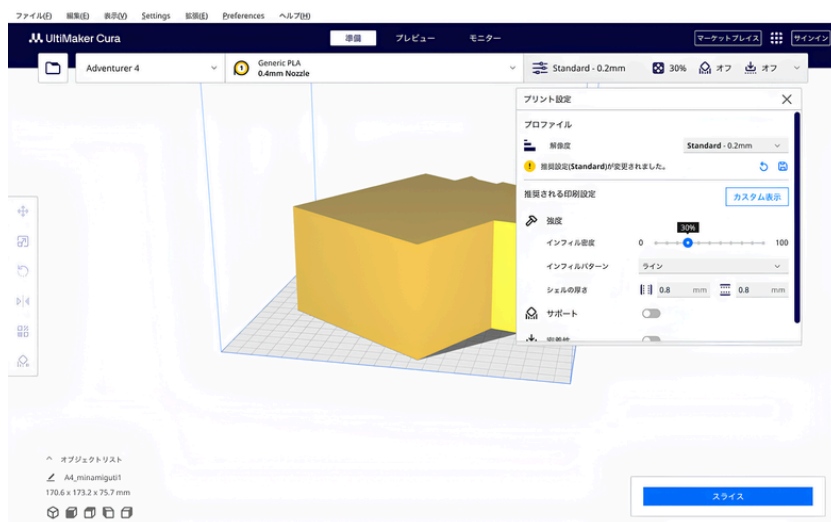 ファイル(F) 編集(E) 表示(V) Settings 拡張(E) Preferences ヘルプ(H)
UltiMaker Cura 準備 プレビュー モニター マーケットプレイス サインイン
Adventurer 4
1
Generic PLA
0.4mm Nozzle
Standard - 0.2mm 30% オフ オフ
プリント設定
プロファイル
解像度 Standard - 0.2mm
推奨設定(Standard)が変更されました。
推奨される印刷設定 カスタム表示
強度
30%
インフィル密度 0 100
インフィルパターン ライン
シェルの厚さ 0.8 mm 0.8 mm
サポート
密着性
オブジェクトリスト
A4_minamiguti1
170.6 x 173.2 x 75.7 mm
スライス